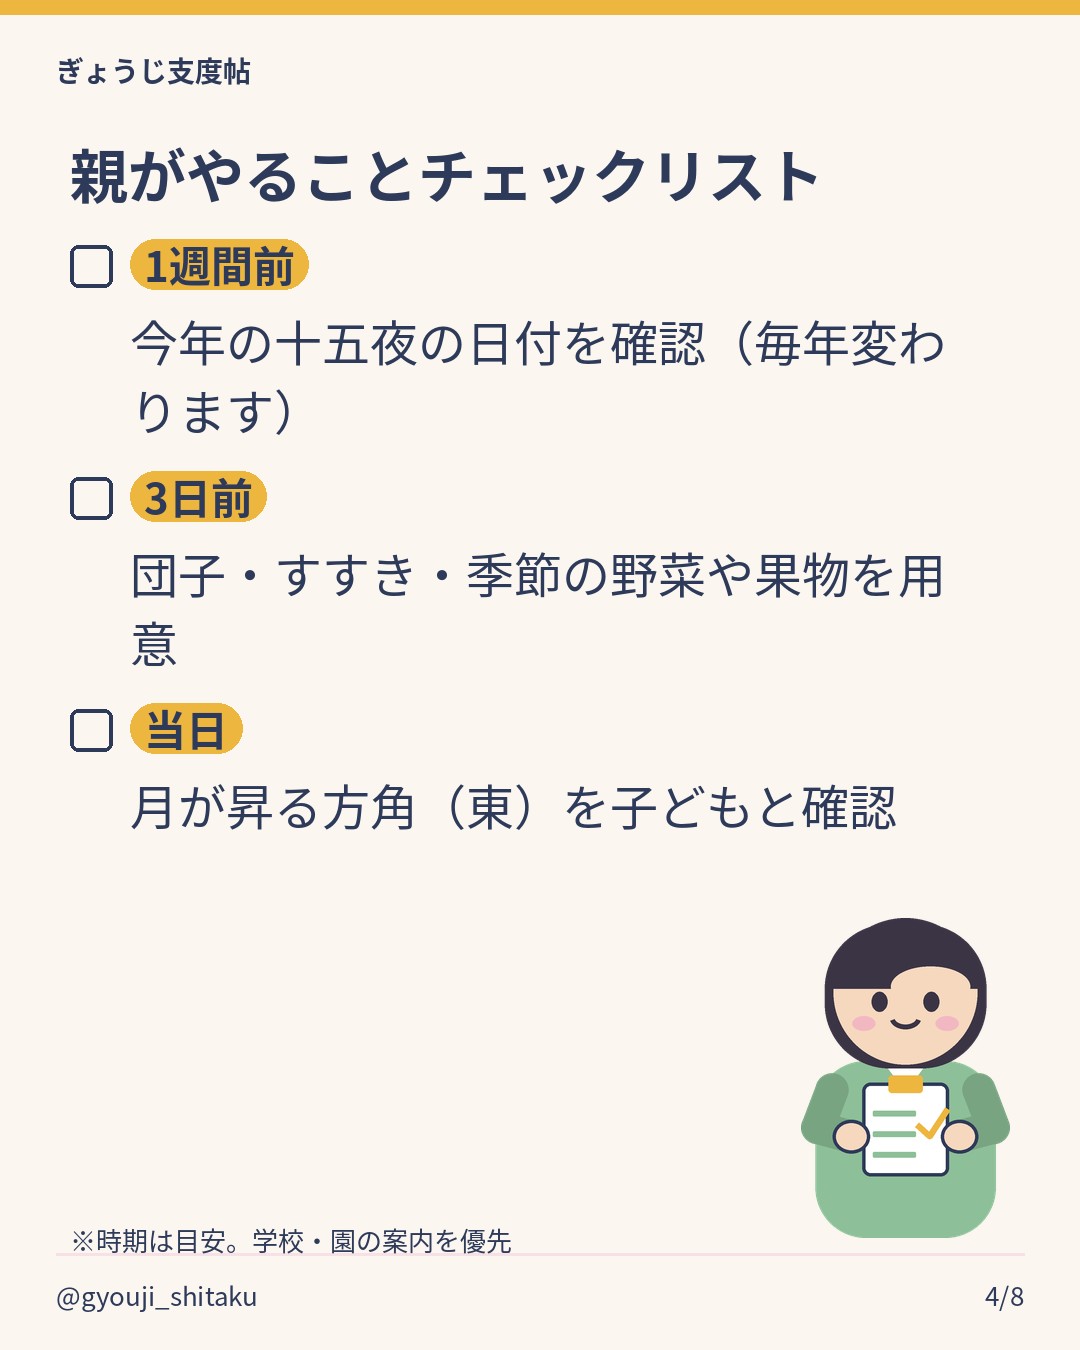 ぎょうじ支度帖
親がやることチェックリスト
1週間前
今年の十五夜の日付を確認（毎年変わ
ります）
3日前
団子・すすき・季節の野菜や果物を用
意
当日
月が昇る方角（東）を子どもと確認
※時期は目安。学校・園の案内を優先
@gyouji_shitaku
4/8